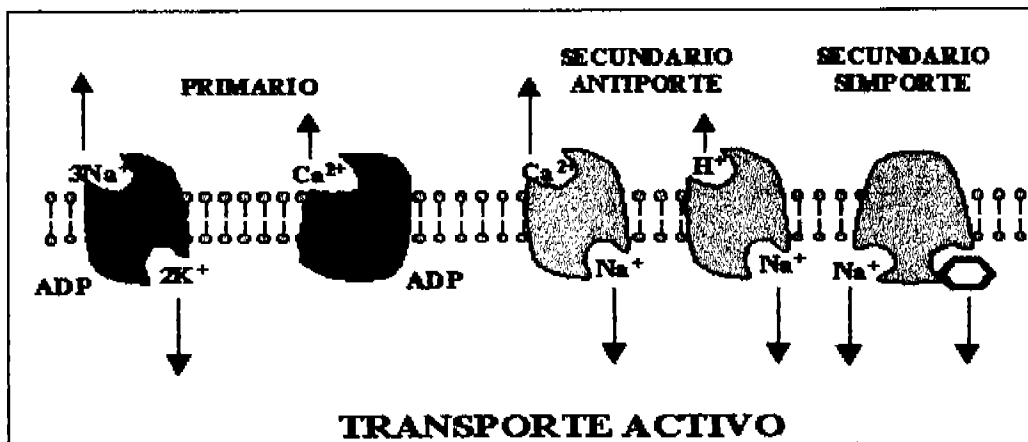 PRIMARIO
SECUNDARIO
ANTIPORTE
SECUNDARIO
SIMPORTE
3Na⁺
Ca²⁺
Ca²⁺
H⁺
ADP
2K⁺
ADP
Na⁺
Na⁺
Na⁺
TRANSPORTE ACTIVO